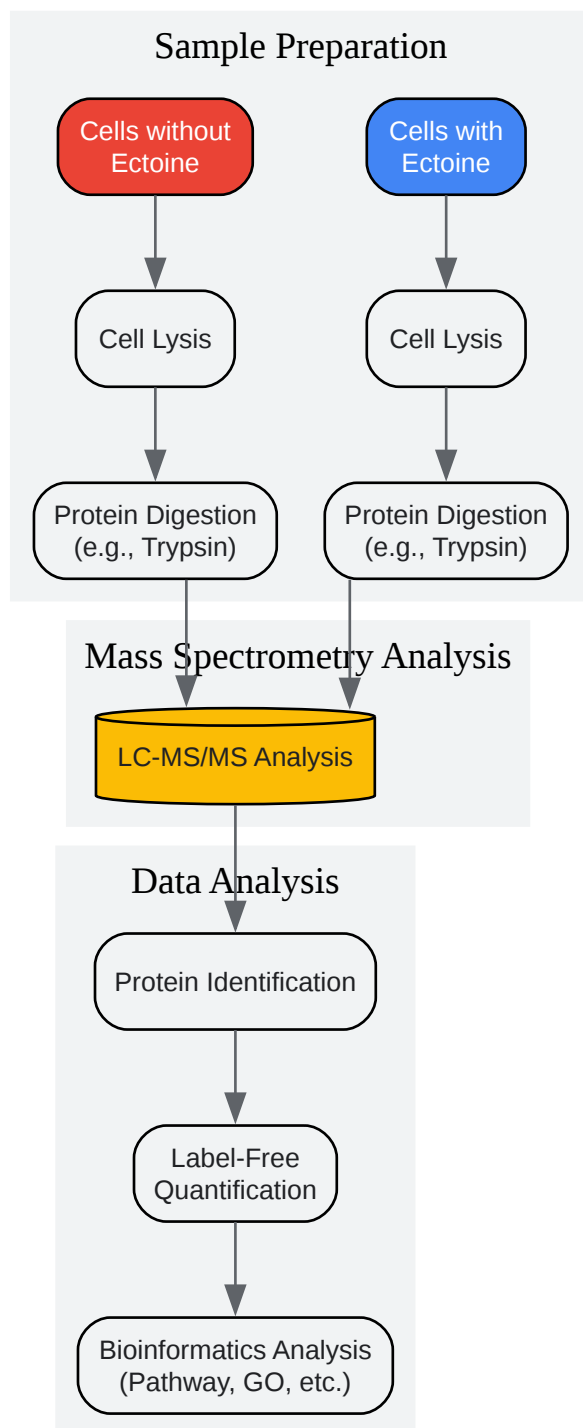 Sample Preparation
Cells without
Ectoine
Cells with
Ectoine
Cell Lysis
Cell Lysis
Protein Digestion
(e.g., Trypsin)
Protein Digestion
(e.g., Trypsin)
Mass Spectrometry Analysis
LC-MS/MS Analysis
Data Analysis
Protein Identification
Label-Free
Quantification
Bioinformatics Analysis
(Pathway, GO, etc.)